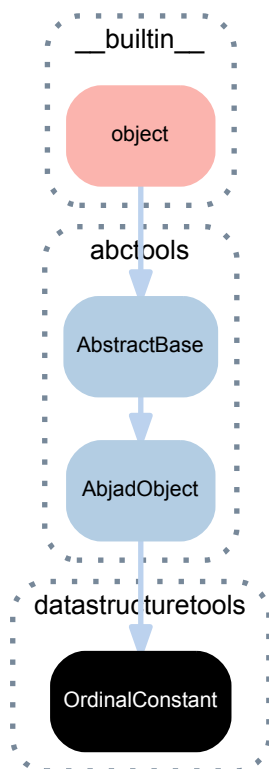 __builtin__
object
abctools
AbstractBase
AbjadObject
datastructuretools
OrdinalConstant